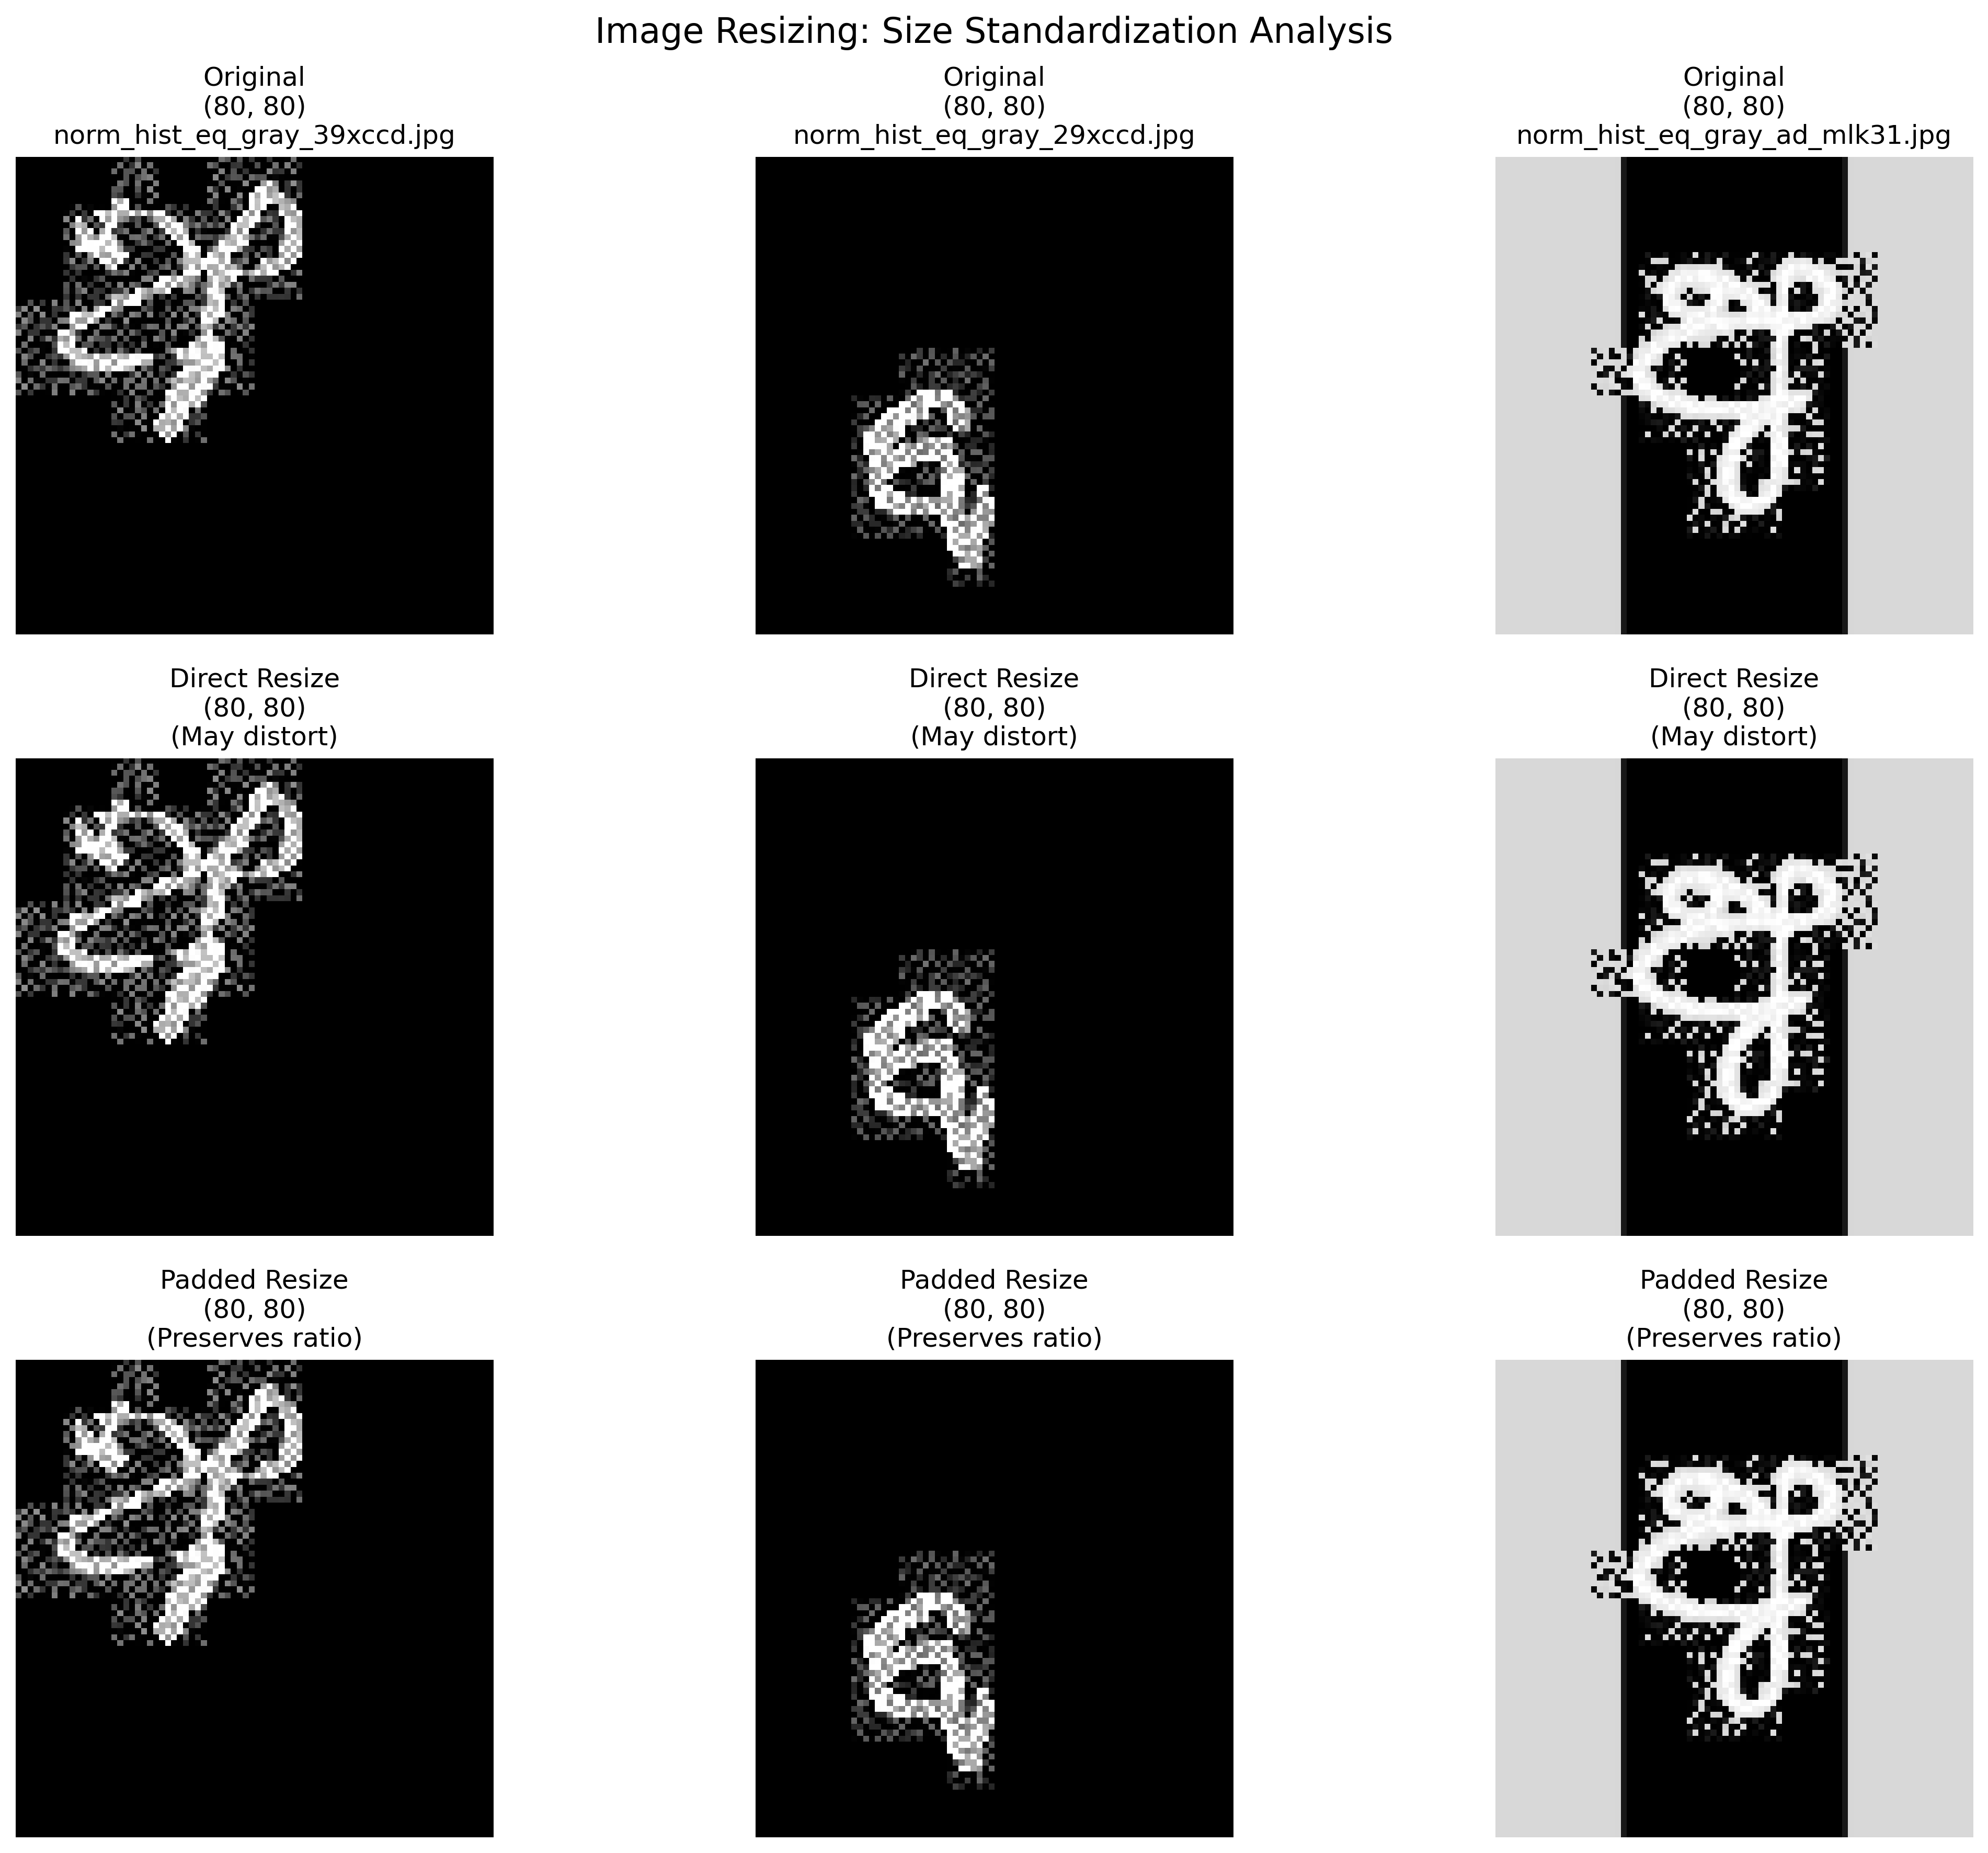 Image Resizing: Size Standardization Analysis
Original
(80, 80)
norm_hist_eq_gray_39xccd.jpg
Original
(80, 80)
norm_hist_eq_gray_29xccd.jpg
Original
(80, 80)
norm_hist_eq_gray_ad_mlk31.jpg
Direct Resize
(80, 80)
(May distort)
Direct Resize
(80, 80)
(May distort)
Direct Resize
(80, 80)
(May distort)
Padded Resize
(80, 80)
(Preserves ratio)
Padded Resize
(80, 80)
(Preserves ratio)
Padded Resize
(80, 80)
(Preserves ratio)